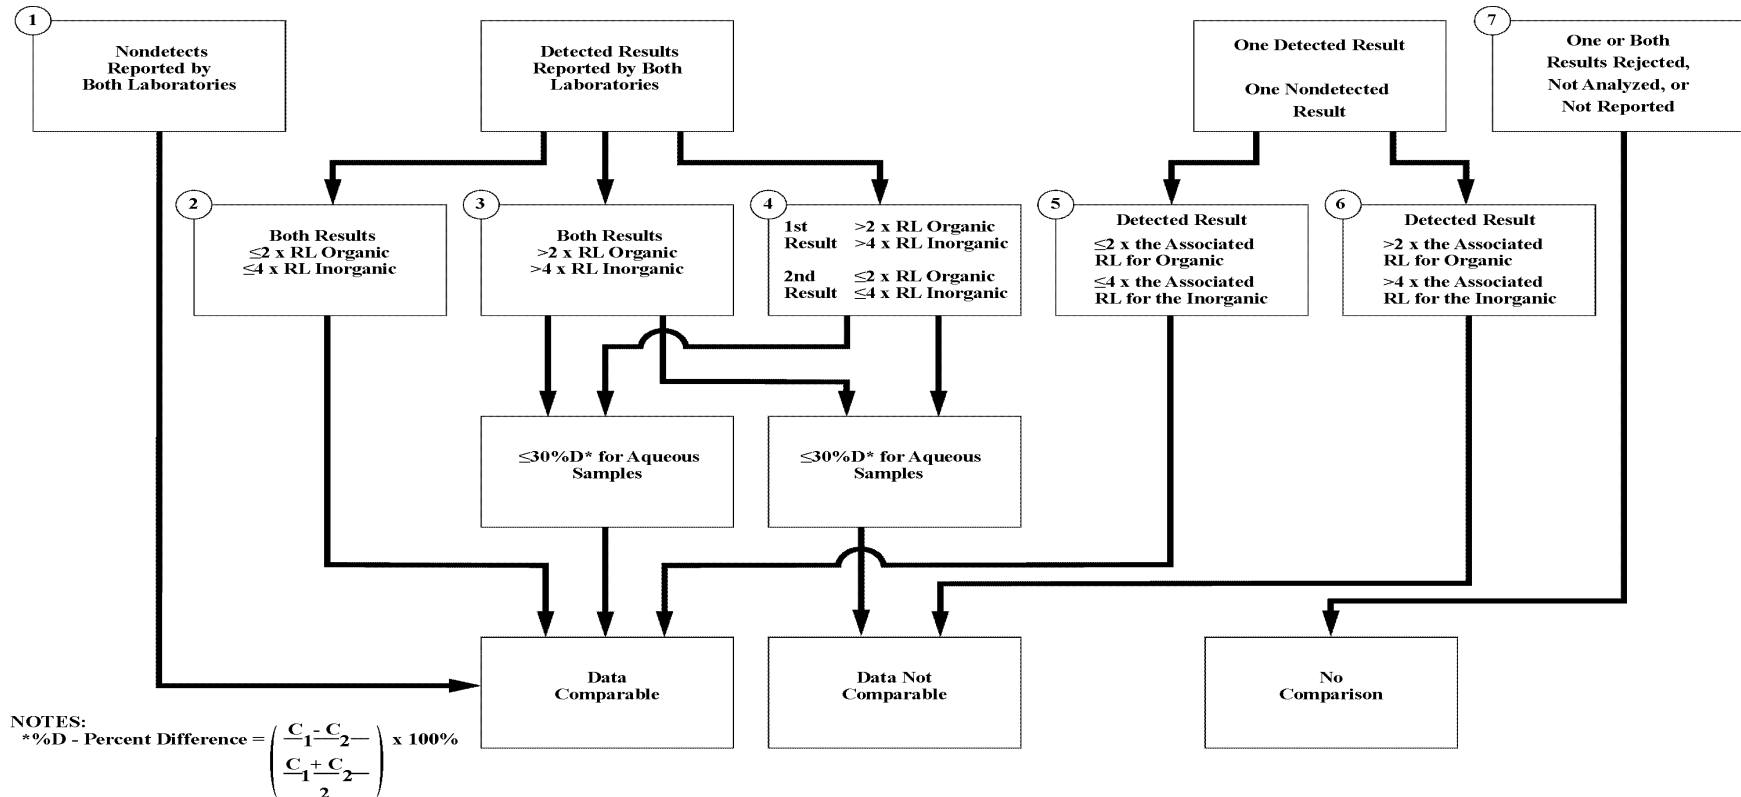 1
Nondetects
Reported by
Both Laboratories
Detected Results
Reported by Both
Laboratories
One Detected Result
One Nondetected
Result
7
One or Both
Results Rejected,
Not Analyzed, or
Not Reported
2
Both Results
≤2 x RL Organic
≤4 x RL Inorganic
3
Both Results
>2 x RL Organic
>4 x RL Inorganic
4
1st >2 x RL Organic
Result >4 x RL Inorganic
2nd ≤2 x RL Organic
Result ≤4 x RL Inorganic
5
Detected Result
≤2 x the Associated
RL for Organic
≤4 x the Associated
RL for the Inorganic
6
Detected Result
>2 x the Associated
RL for Organic
>4 x the Associated
RL for the Inorganic
≤30%D* for Aqueous
Samples
≤30%D* for Aqueous
Samples
Data
Comparable
Data Not
Comparable
No
Comparison
NOTES:
*%D - Percent Difference = ( C1 - C2 / C1 + C2 / 2 ) x 100%